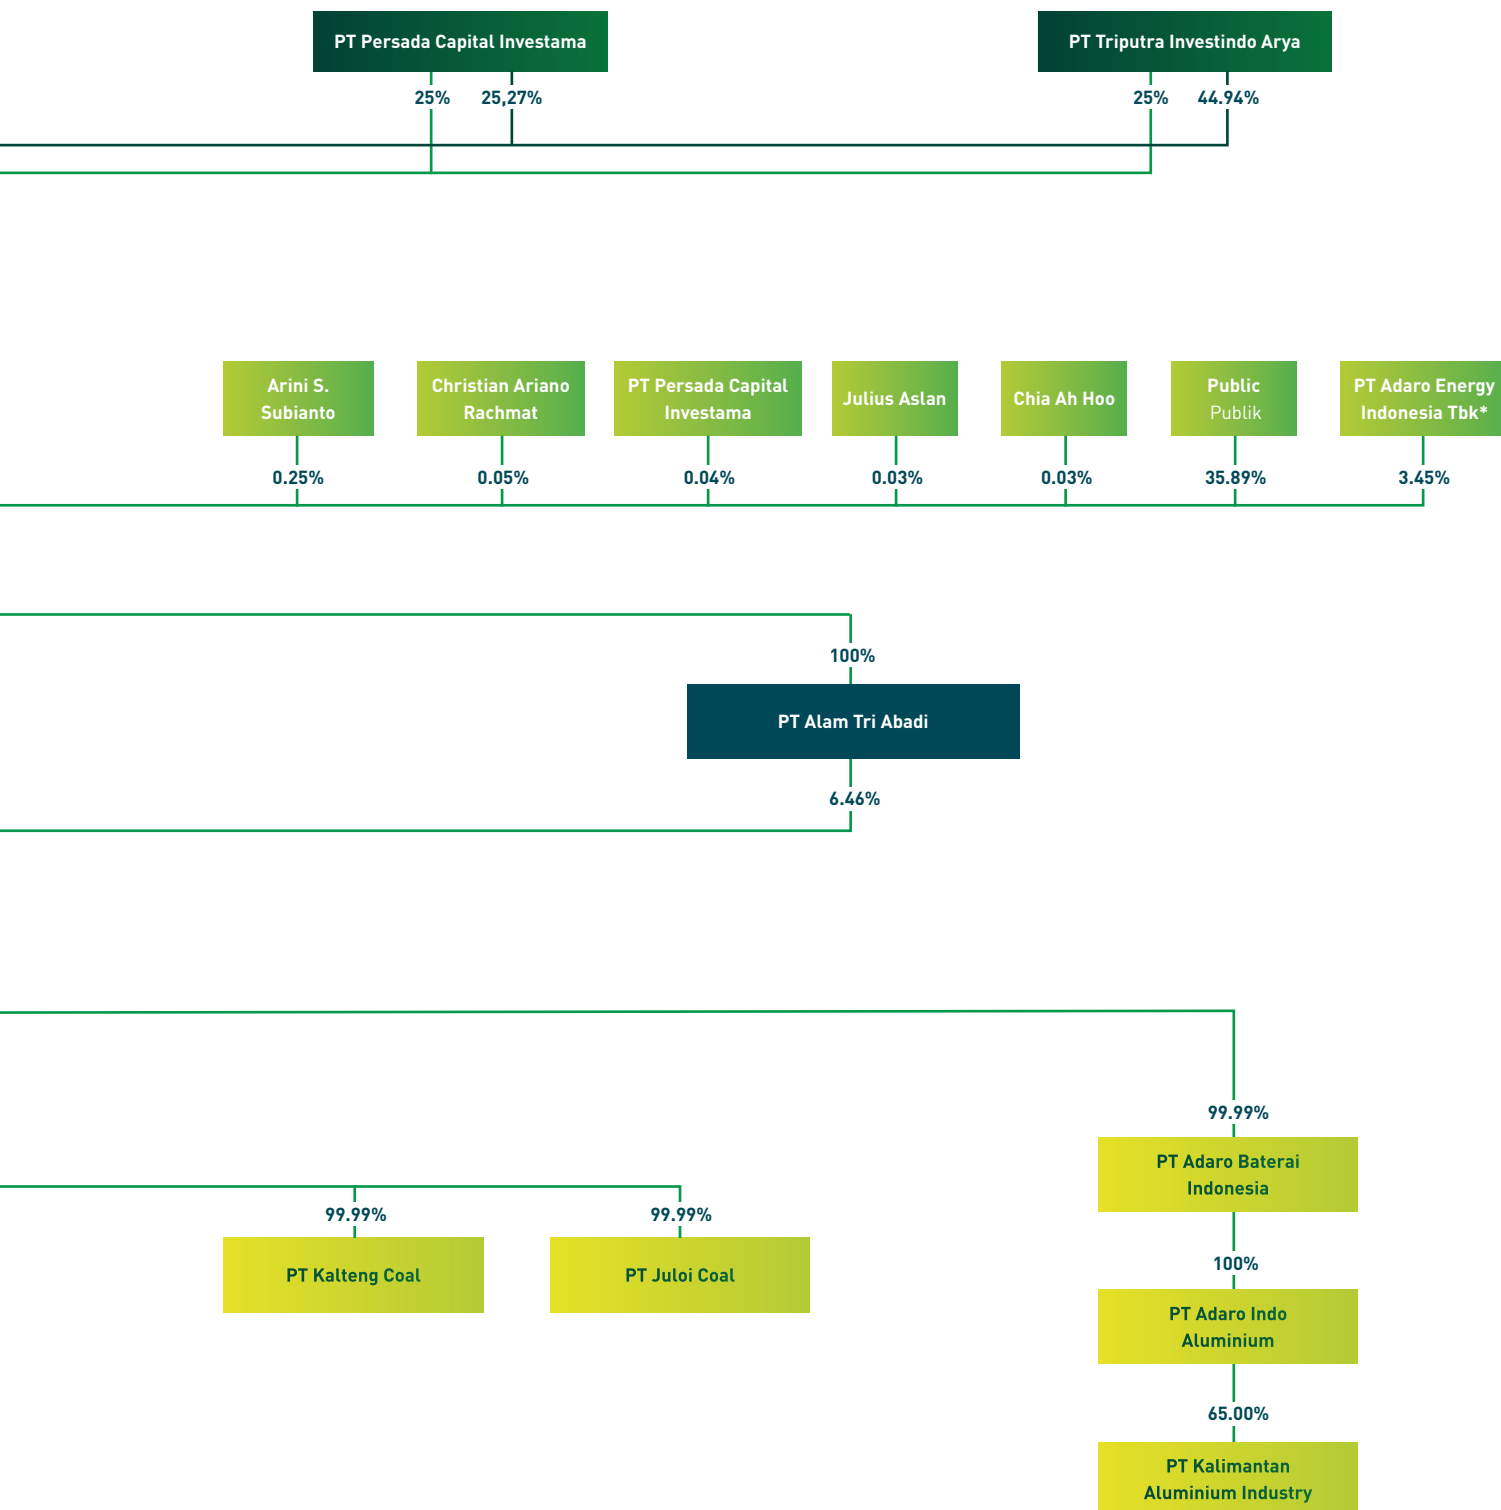 PT Persada Capital Investama
PT Triputra Investindo Arya
25%
25,27%
25%
44.94%
Arini S.
Subianto
Christian Ariano
Rachmat
PT Persada Capital
Investama
Julius Aslan
Chia Ah Hoo
Public
Publik
PT Adaro Energy
Indonesia Tbk*
0.25%
0.05%
0.04%
0.03%
0.03%
35.89%
3.45%
100%
PT Alam Tri Abadi
6.46%
99.99%
PT Adaro Baterai
Indonesia
99.99%
99.99%
PT Kalteng Coal
PT Juloi Coal
100%
PT Adaro Indo
Aluminium
65.00%
PT Kalimantan
Aluminium Industry